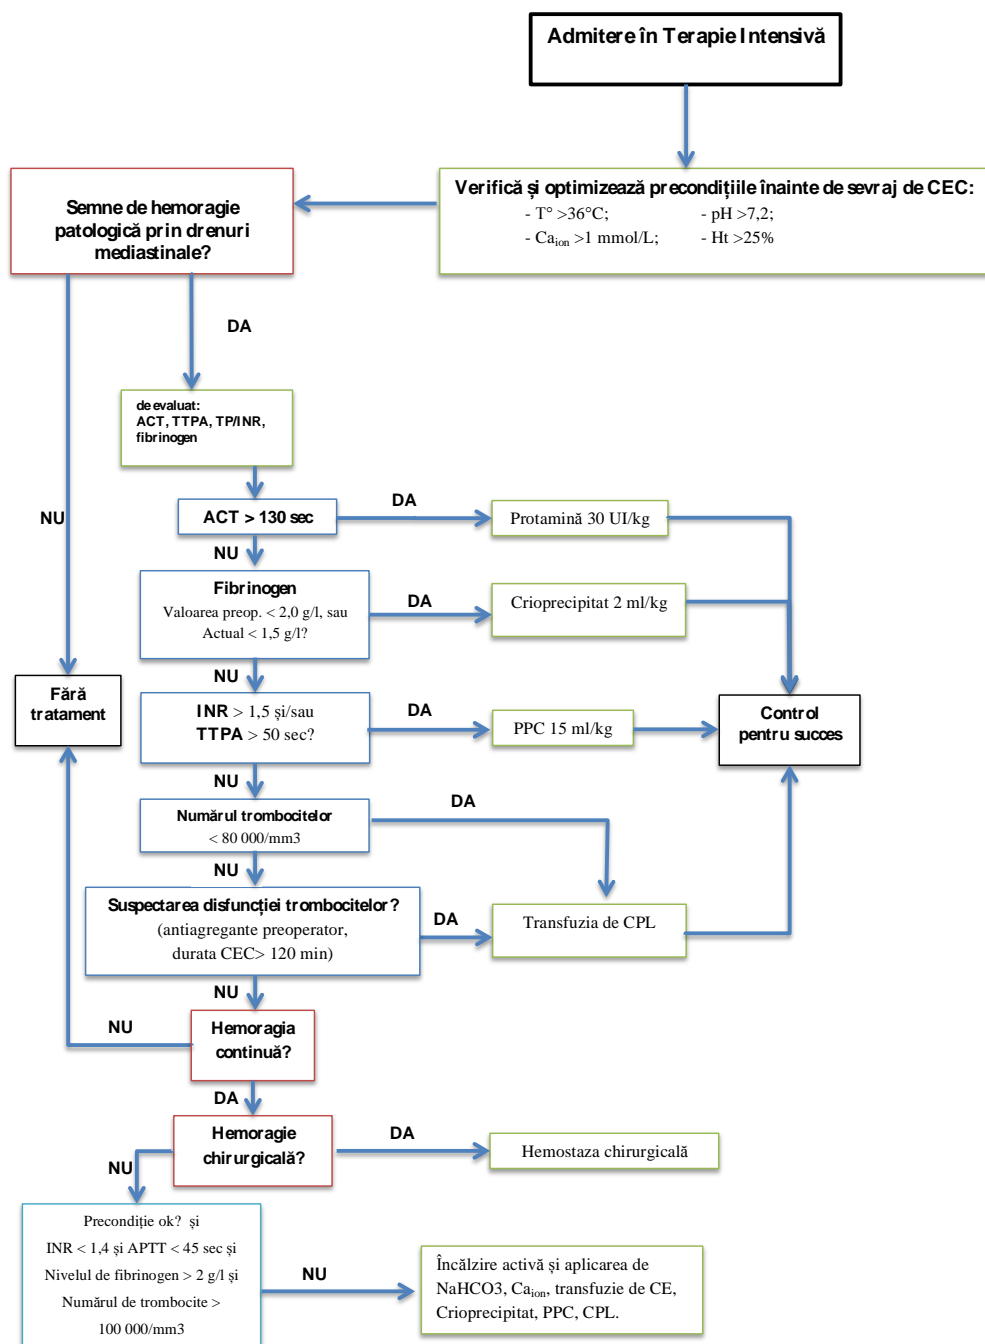 Admitere în Terapie Intensivă
Verifică și optimizează precondițiile înainte de sevraj de CEC:
- T° >36°C; - pH >7,2;
- Ca_ion >1 mmol/L; - Ht >25%
Semne de hemoragie
patologică prin drenuri
mediastinale?
DA
de evaluat:
ACT, TTPA, TP/INR,
fibrinogen
NU
ACT > 130 sec
DA
Protamină 30 UI/kg
NU
Fibrinogen
Valoarea preop. < 2,0 g/l, sau
Actual < 1,5 g/l?
DA
Crioprecipitat 2 ml/kg
NU
Fără
tratament
INR > 1,5 și/sau
TTPA > 50 sec?
DA
PPC 15 ml/kg
Control
pentru succes
NU
Numărul trombocitelor
< 80 000/mm3
DA
NU
Suspectarea disfuncției trombocitelor?
(antiagregante preoperator,
durata CEC> 120 min)
DA
Transfuzia de CPL
NU
Hemoragia
continuă?
NU
DA
Hemoragie
chirurgicală?
DA
Hemostaza chirurgicală
NU
Precondiție ok? și
INR < 1,4 și APTT < 45 sec și
Nivelul de fibrinogen > 2 g/l și
Numărul de trombocite >
100 000/mm3
NU
Încălzire activă și aplicarea de
NaHCO3, Ca_ion, transfuzie de CE,
Crioprecipitat, PPC, CPL.